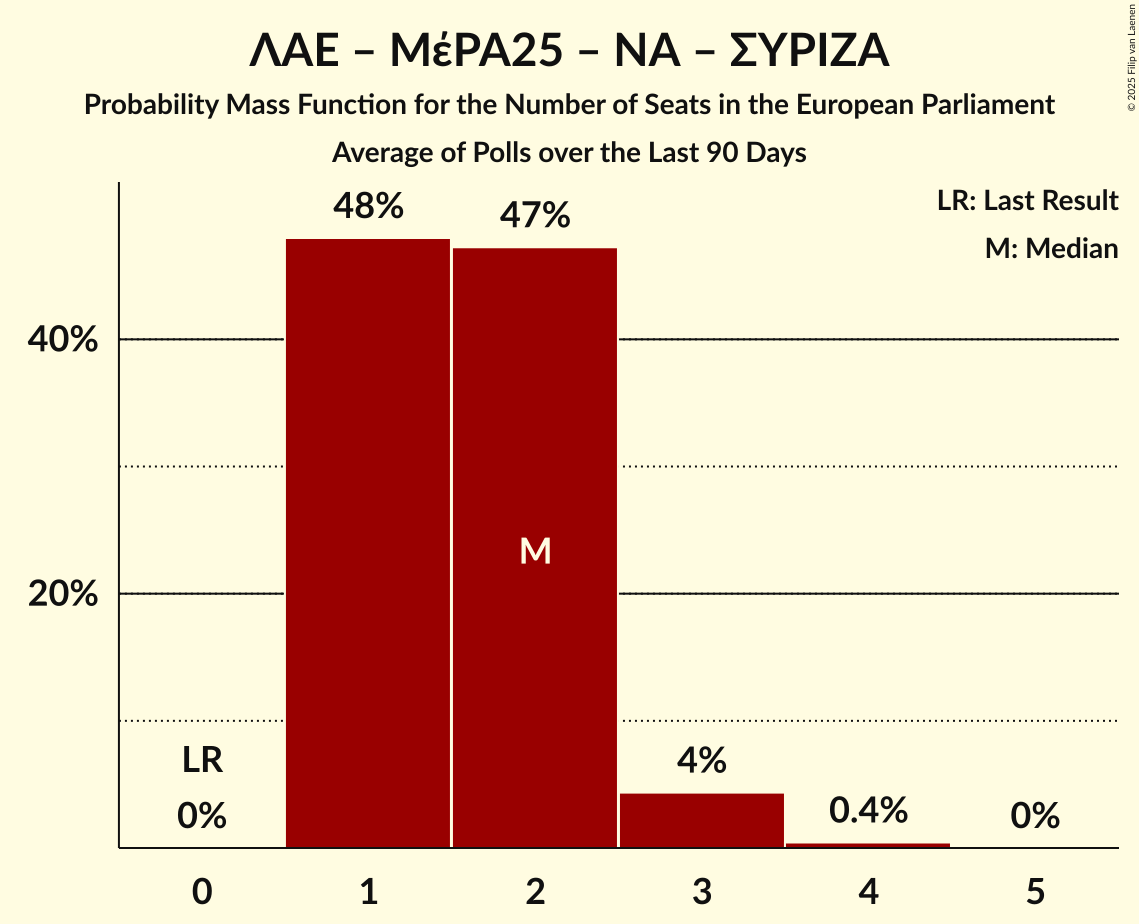 ΛΑΕ – ΜέΡΑ25 – ΝΑ – ΣΥΡΙΖΑ
Probability Mass Function for the Number of Seats in the European Parliament
Average of Polls over the Last 90 Days
© 2025 Filip van Laenen
LR: Last Result
M: Median
48%
47%
40%
M
20%
LR
0%
4%
0.4%
0%
0 1 2 3 4 5